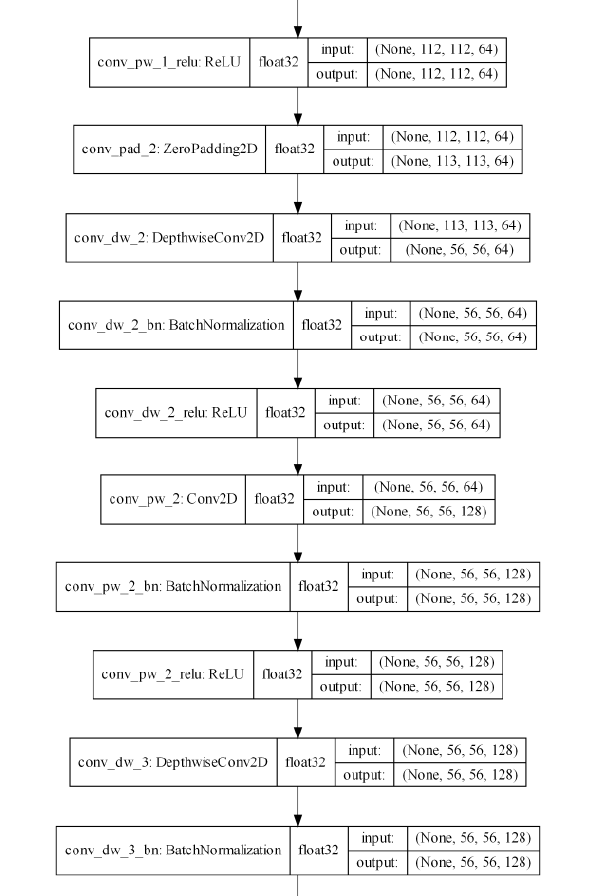 conv_pw_1_relu: ReLU float32 input: (None, 112, 112, 64)
output: (None, 112, 112, 64)
conv_pad_2: ZeroPadding2D float32 input: (None, 112, 112, 64)
output: (None, 113, 113, 64)
conv_dw_2: DepthwiseConv2D float32 input: (None, 113, 113, 64)
output: (None, 56, 56, 64)
conv_dw_2_bn: BatchNormalization float32 input: (None, 56, 56, 64)
output: (None, 56, 56, 64)
conv_dw_2_relu: ReLU float32 input: (None, 56, 56, 64)
output: (None, 56, 56, 64)
conv_pw_2: Conv2D float32 input: (None, 56, 56, 64)
output: (None, 56, 56, 128)
conv_pw_2_bn: BatchNormalization float32 input: (None, 56, 56, 128)
output: (None, 56, 56, 128)
conv_pw_2_relu: ReLU float32 input: (None, 56, 56, 128)
output: (None, 56, 56, 128)
conv_dw_3: DepthwiseConv2D float32 input: (None, 56, 56, 128)
output: (None, 56, 56, 128)
conv_dw_3_bn: BatchNormalization float32 input: (None, 56, 56, 128)
output: (None, 56, 56, 128)